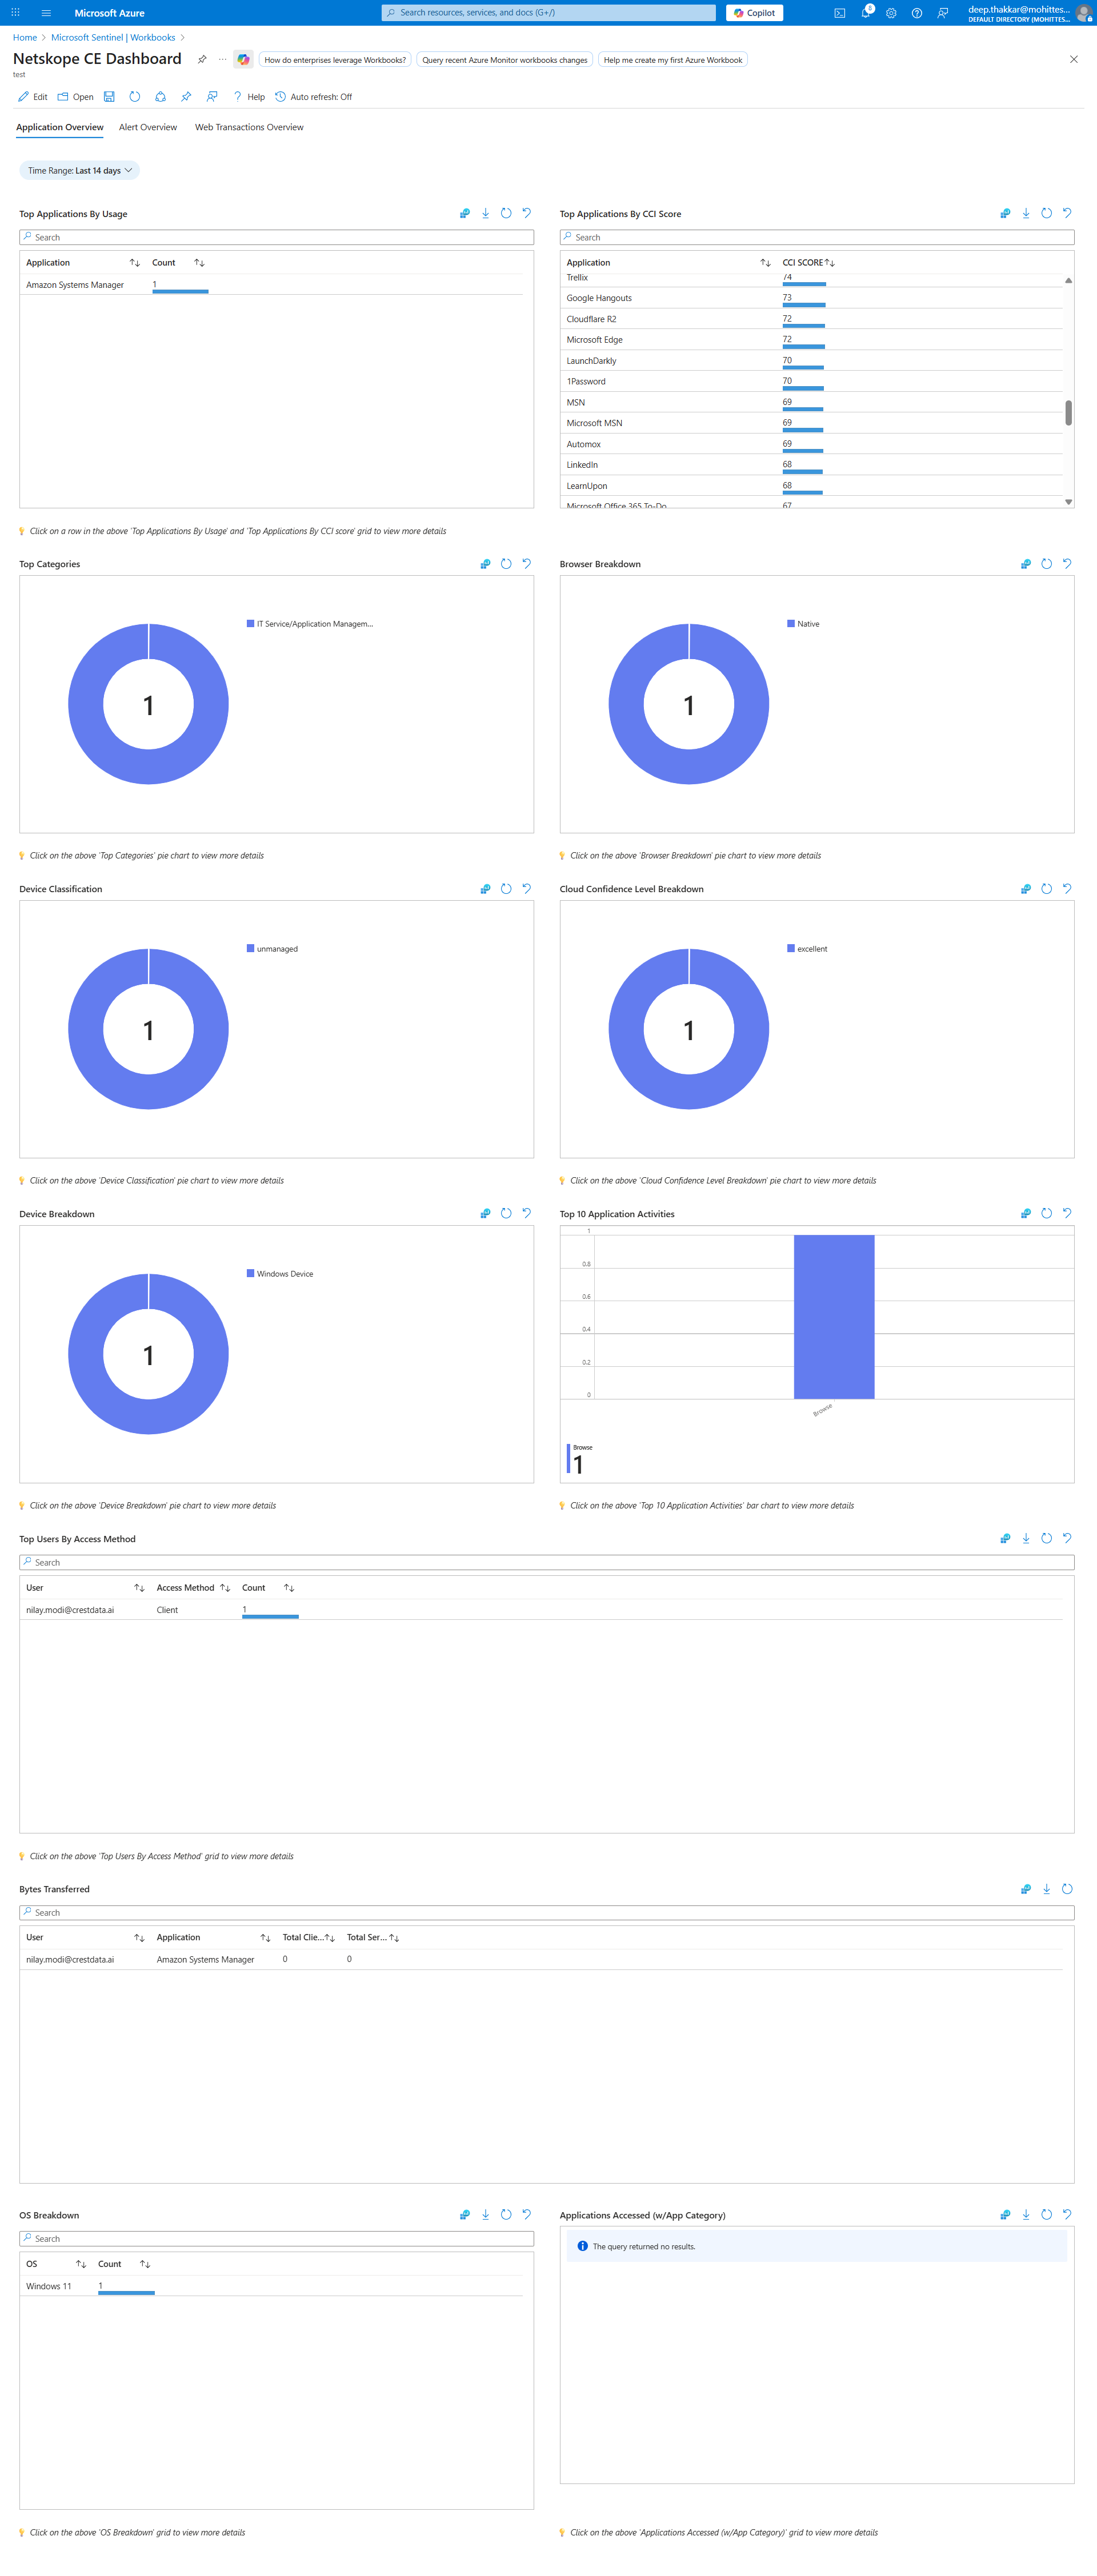 Microsoft Azure
Search resources, services, and docs (G+/)
Copilot
8
deep.thakkar@mohittes...
DEFAULT DIRECTORY (MOHITTES...
Home > Microsoft Sentinel | Workbooks >
Netskope CE Dashboard
...
How do enterprises leverage Workbooks?
Query recent Azure Monitor workbooks changes
Help me create my first Azure Workbook
test
Edit
Open
Help
Auto refresh: Off
Application Overview
Alert Overview
Web Transactions Overview
Time Range: Last 14 days
Top Applications By Usage
Search
Application
Count
Amazon Systems Manager
1
Top Applications By CCI Score
Search
Application
CCI SCORE
Trellix 74
Google Hangouts 73
Cloudflare R2 72
Microsoft Edge 72
LaunchDarkly 70
1Password 70
MSN 69
Microsoft MSN 69
Automox 69
LinkedIn 68
LearnUpon 68
Microsoft Office 365 To-Do 67
Click on a row in the above 'Top Applications By Usage' and 'Top Applications By CCI score' grid to view more details
Top Categories
IT Service/Application Managem...
1
Browser Breakdown
Native
1
Click on the above 'Top Categories' pie chart to view more details
Click on the above 'Browser Breakdown' pie chart to view more details
Device Classification
unmanaged
1
Cloud Confidence Level Breakdown
excellent
1
Click on the above 'Device Classification' pie chart to view more details
Click on the above 'Cloud Confidence Level Breakdown' pie chart to view more details
Device Breakdown
Windows Device
1
Top 10 Application Activities
1
0.8
0.6
0.4
0.2
0
Browse
Browse
1
Click on the above 'Device Breakdown' pie chart to view more details
Click on the above 'Top 10 Application Activities' bar chart to view more details
Top Users By Access Method
Search
User
Access Method
Count
nilay.modi@crestdata.ai
Client
1
Click on the above 'Top Users By Access Method' grid to view more details
Bytes Transferred
Search
User
Application
Total Clie...
Total Ser...
nilay.modi@crestdata.ai
Amazon Systems Manager
0
0
OS Breakdown
Search
OS
Count
Windows 11
1
Applications Accessed (w/App Category)
The query returned no results.
Click on the above 'OS Breakdown' grid to view more details
Click on the above 'Applications Accessed (w/App Category)' grid to view more details